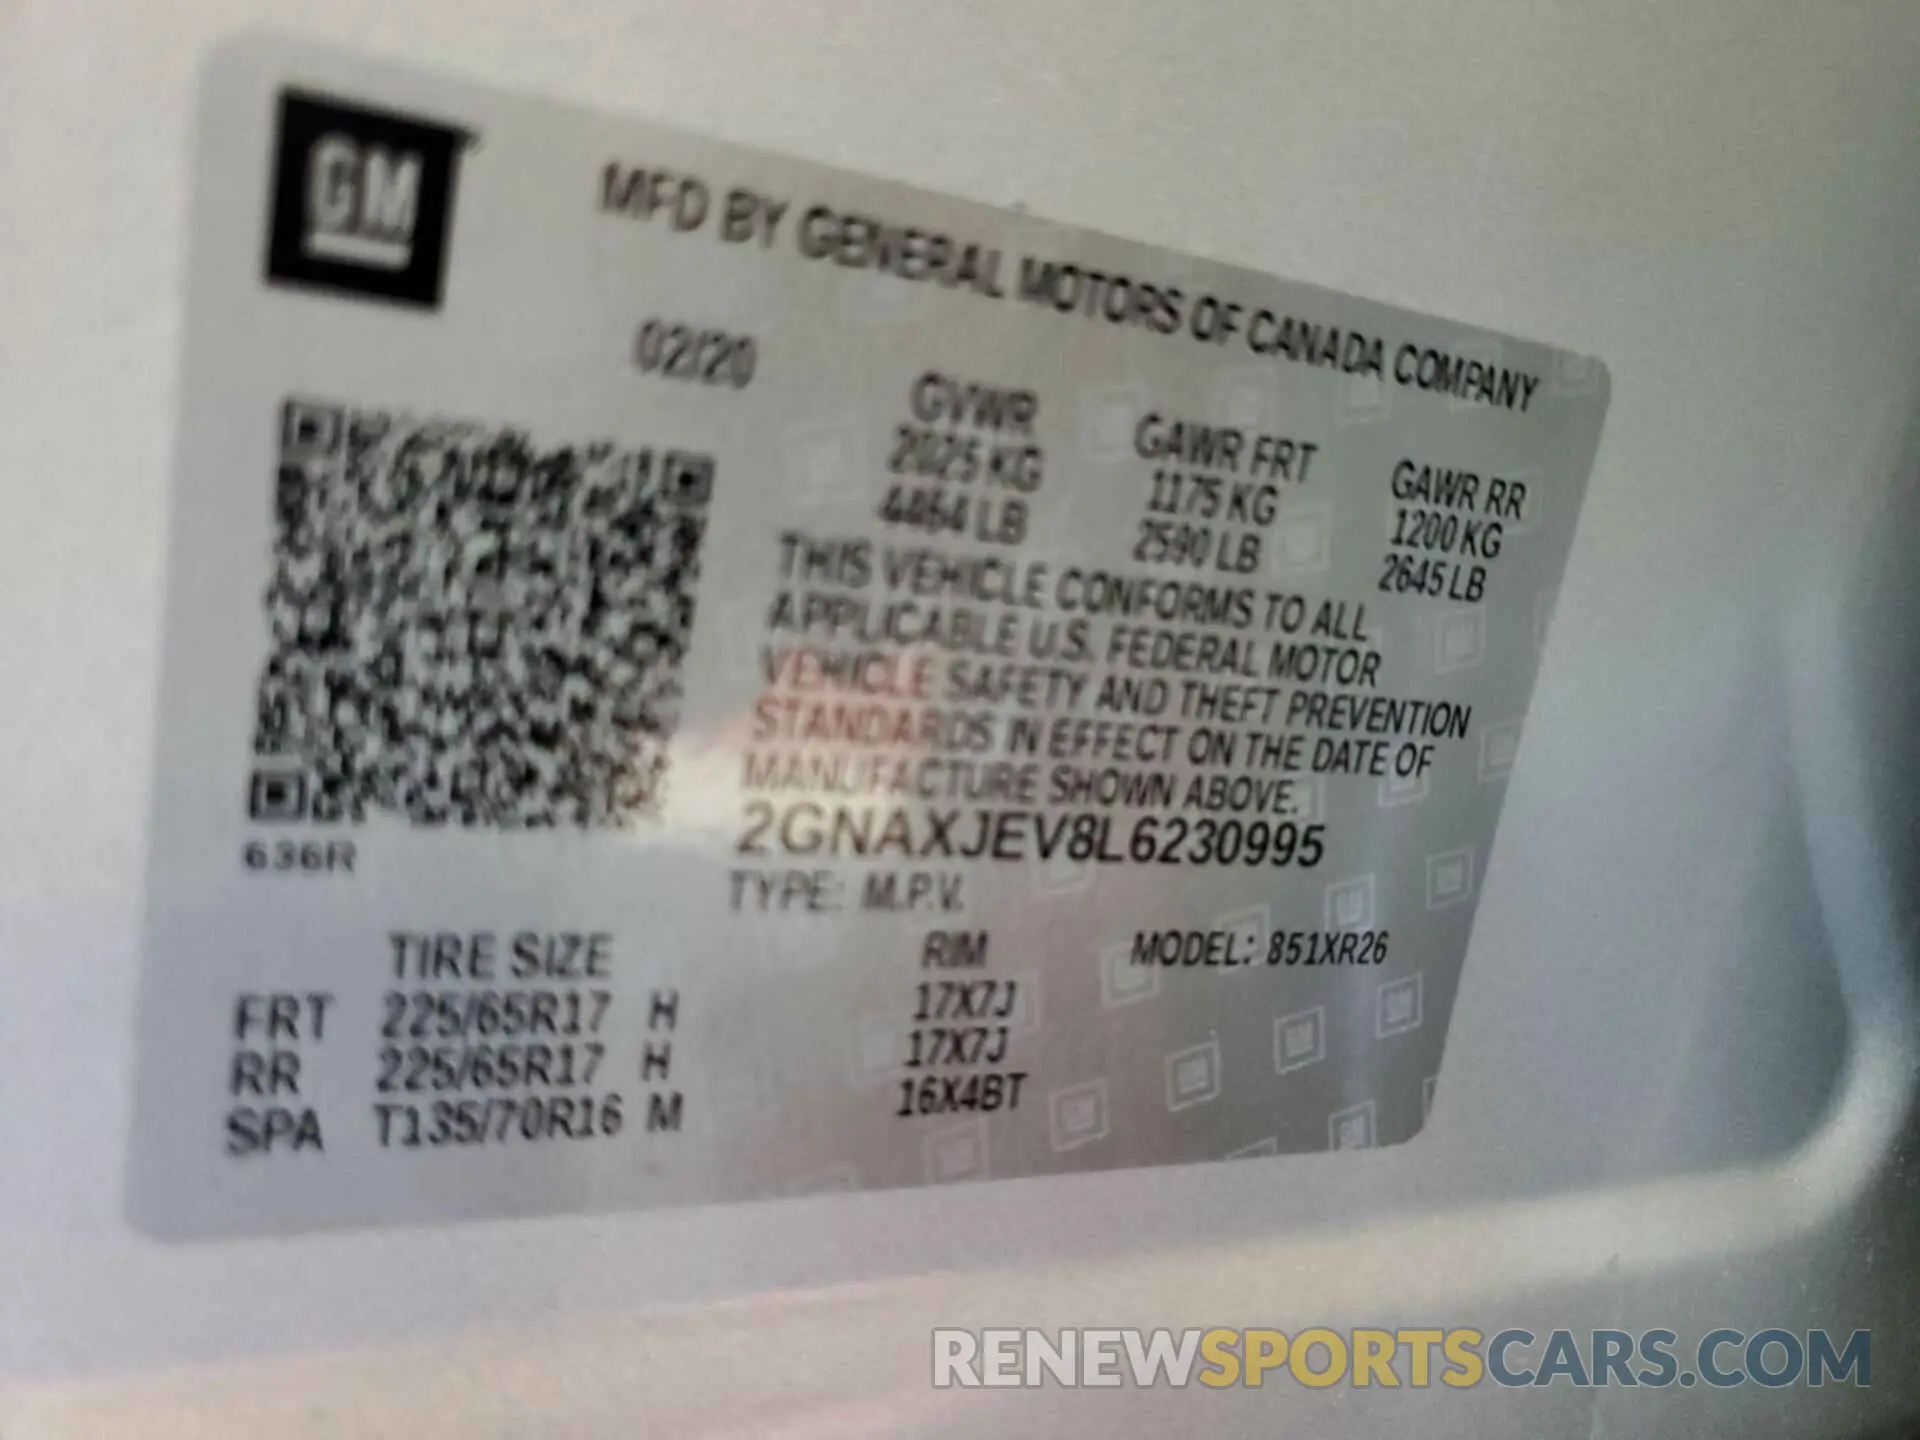 GM
MFD BY GENERAL MOTORS OF CANADA COMPANY
02/20
GVWR GAWR FRT GAWR RR
2025 KG 1175 KG 1200 KG
4464 LB 2590 LB 2645 LB
THIS VEHICLE CONFORMS TO ALL
APPLICABLE U.S. FEDERAL MOTOR
VEHICLE SAFETY AND THEFT PREVENTION
STANDARDS IN EFFECT ON THE DATE OF
MANUFACTURE SHOWN ABOVE.
2GNAXJEV8L6230995
636R
TYPE: M.P.V.
TIRE SIZE RIM MODEL: 851XR26
FRT 225/65R17 H 17X7J
RR 225/65R17 H 17X7J
SPA T135/70R16 M 16X4BT
RENEWSPORTSCARS.COM